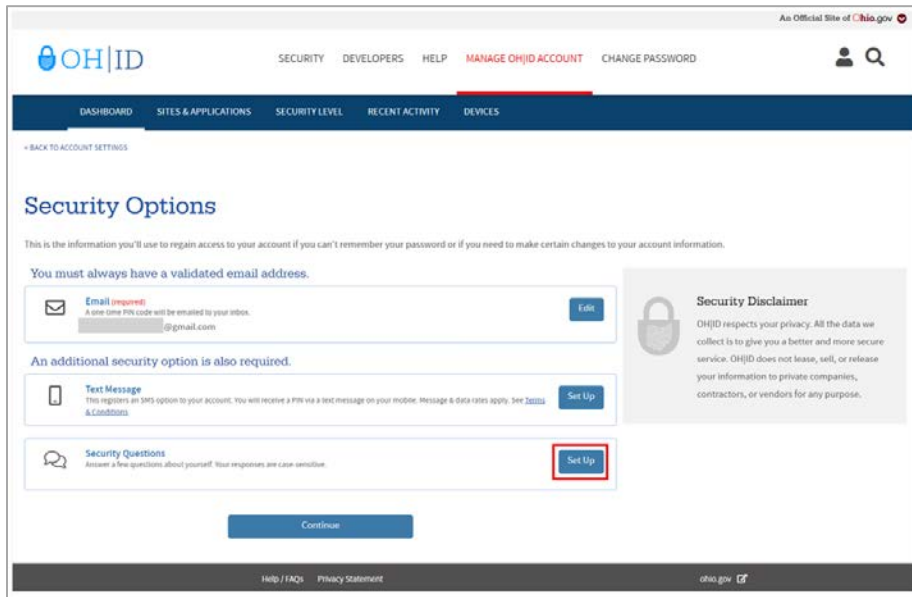 An Official Site of Ohio.gov
OH|ID
SECURITY DEVELOPERS HELP MANAGE OH|ID ACCOUNT CHANGE PASSWORD
DASHBOARD SITES & APPLICATIONS SECURITY LEVEL RECENT ACTIVITY DEVICES
< BACK TO ACCOUNT SETTINGS
Security Options
This is the information you'll use to regain access to your account if you can't remember your password or if you need to make certain changes to your account information.
You must always have a validated email address.
Email (required)
A one-time PIN code will be emailed to your inbox.
@gmail.com
Edit
An additional security option is also required.
Text Message
This registers an SMS option to your account. You will receive a PIN via a text message on your mobile. Message & data rates apply. See Terms
& Conditions
Set Up
Security Questions
Answer a few questions about yourself. Your responses are case-sensitive.
Set Up
Continue
Security Disclaimer
OH|ID respects your privacy. All the data we
collect is to give you a better and more secure
service. OH|ID does not lease, sell, or release
your information to private companies,
contractors, or vendors for any purpose.
Help / FAQs Privacy Statement ohio.gov